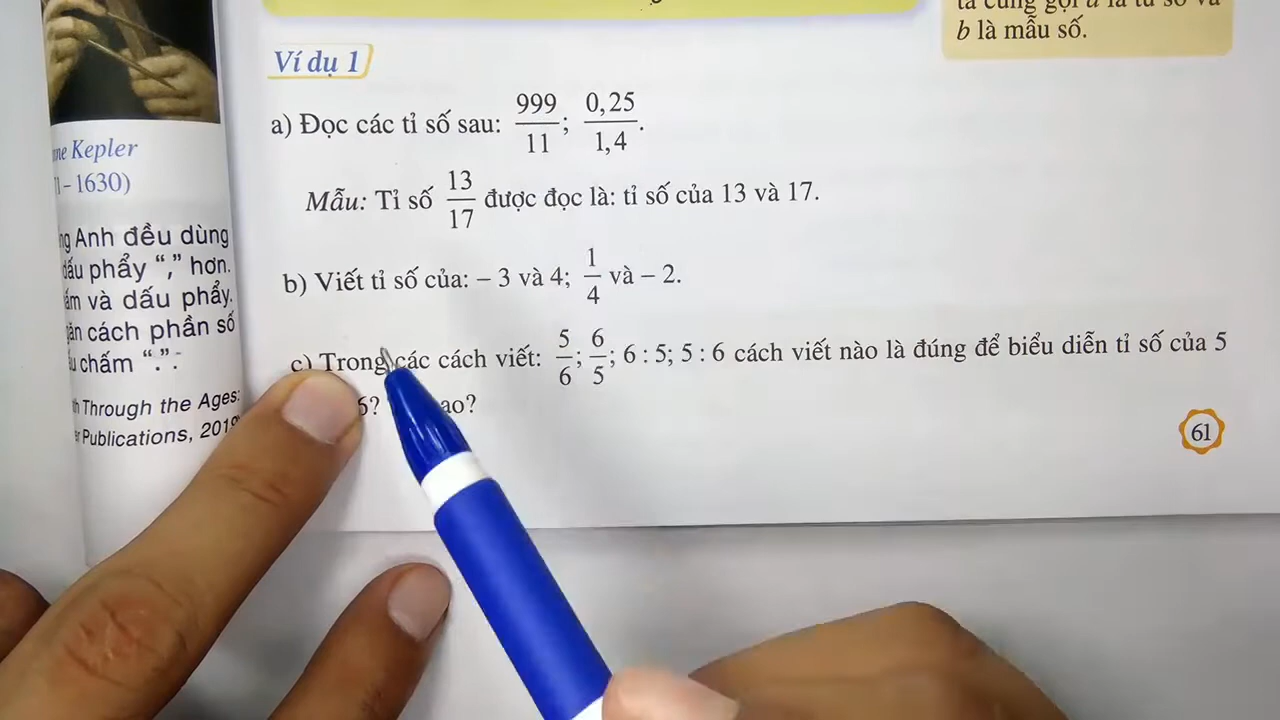 b là mẫu số.
Ví dụ 1
a) Đọc các tỉ số sau: 999/11; 0,25/1,4.
Mẫu: Tỉ số 13/17 được đọc là: tỉ số của 13 và 17.
b) Viết tỉ số của: – 3 và 4; 1/4 và – 2.
c) Trong các cách viết: 5/6; 6/5; 6 : 5; 5 : 6 cách viết nào là đúng để biểu diễn tỉ số của 5
6?
61
Kepler
– 1630)
Anh đều dùng
dấu phẩy “,” hơn.
và dấu phẩy.
cách phần số
chấm “.”.
Through the Ages:
Publications, 2019